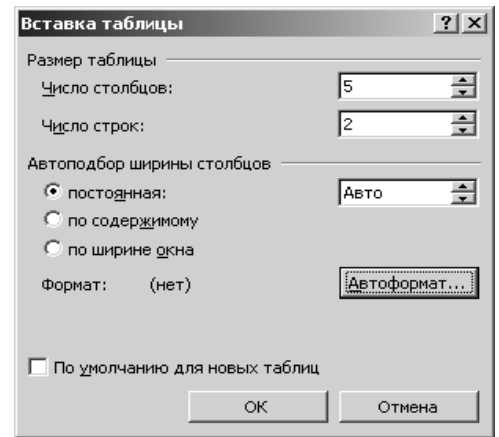 Вставка таблицы
Размер таблицы
Число столбцов: 5
Число строк: 2
Автоподбор ширины столбцов
постоянная: Авто
по содержимому
по ширине окна
Формат: (нет) Автоформат...
По умолчанию для новых таблиц
ОК Отмена